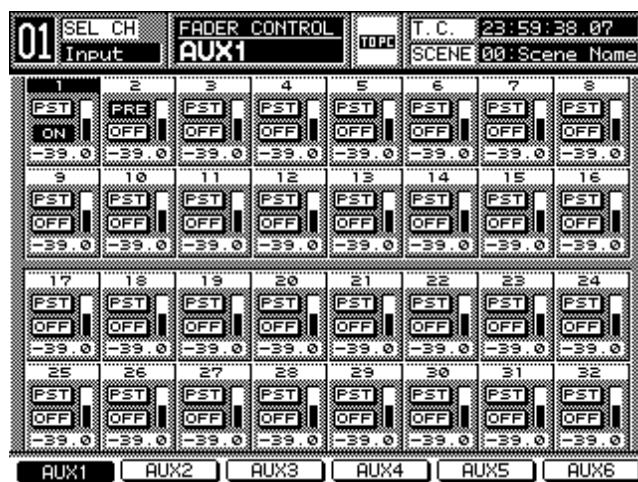 01 SEL CH FADER CONTROL TO PC T.C. 23:59:38.07
Input AUX1 SCENE 00:Scene Name
1 2 3 4 5 6 7 8
PST PRE PST PST PST PST PST PST
ON OFF OFF OFF OFF OFF OFF OFF
-39.0 -39.0 -39.0 -39.0 -39.0 -39.0 -39.0 -39.0
9 10 11 12 13 14 15 16
PST PST PST PST PST PST PST PST
OFF OFF OFF OFF OFF OFF OFF OFF
-39.0 -39.0 -39.0 -39.0 -39.0 -39.0 -39.0 -39.0
17 18 19 20 21 22 23 24
PST PST PST PST PST PST PST PST
OFF OFF OFF OFF OFF OFF OFF OFF
-39.0 -39.0 -39.0 -39.0 -39.0 -39.0 -39.0 -39.0
25 26 27 28 29 30 31 32
PST PST PST PST PST PST PST PST
OFF OFF OFF OFF OFF OFF OFF OFF
-39.0 -39.0 -39.0 -39.0 -39.0 -39.0 -39.0 -39.0
AUX1 AUX2 AUX3 AUX4 AUX5 AUX6